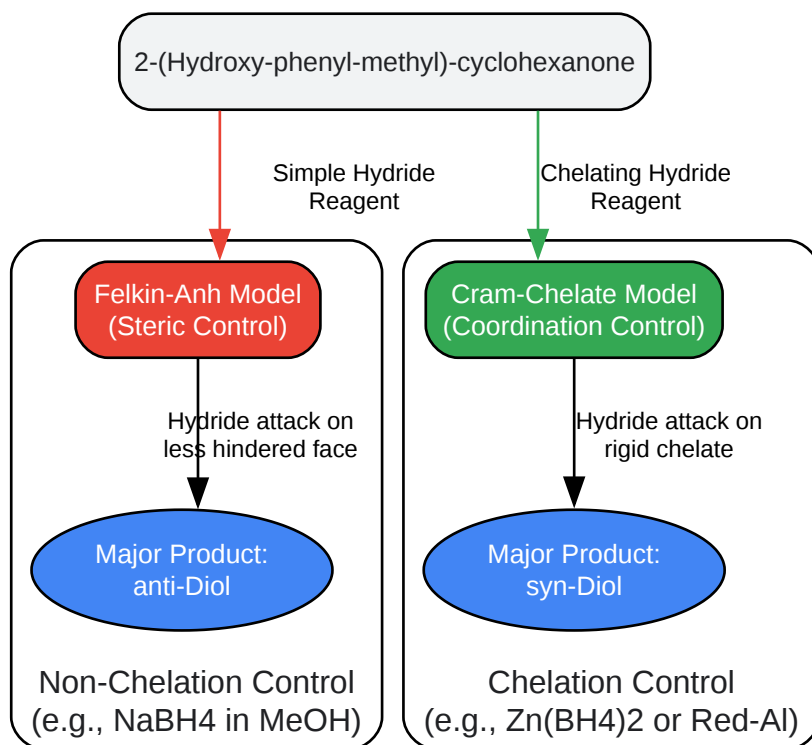 2-(Hydroxy-phenyl-methyl)-cyclohexanone
Simple Hydride
Reagent
Chelating Hydride
Reagent
Felkin-Anh Model
(Steric Control)
Cram-Chelate Model
(Coordination Control)
Hydride attack on
less hindered face
Hydride attack on
rigid chelate
Major Product:
anti-Diol
Major Product:
syn-Diol
Non-Chelation Control
(e.g., NaBH4 in MeOH)
Chelation Control
(e.g., Zn(BH4)2 or Red-Al)